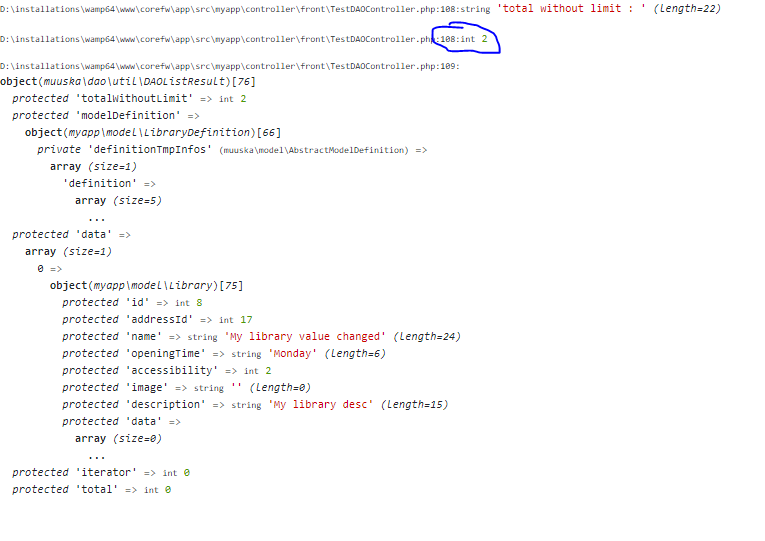 D:\installations\wamp64\www\corefw\app\src\myapp\controller\front\TestDAOController.php:108:string 'total without limit : ' (length=22)
D:\installations\wamp64\www\corefw\app\src\myapp\controller\front\TestDAOController.php:108:int 2
D:\installations\wamp64\www\corefw\app\src\myapp\controller\front\TestDAOController.php:109:
object(muuska\dao\util\DAOListResult)[76]
protected 'totalWithoutLimit' => int 2
protected 'modelDefinition' =>
object(myapp\model\LibraryDefinition)[66]
private 'definitionTmpInfos' (muuska\model\AbstractModelDefinition) =>
array (size=1)
'definition' =>
array (size=5)
...
protected 'data' =>
array (size=1)
0 =>
object(myapp\model\Library)[75]
protected 'id' => int 8
protected 'addressId' => int 17
protected 'name' => string 'My library value changed' (length=24)
protected 'openingTime' => string 'Monday' (length=6)
protected 'accessibility' => int 2
protected 'image' => string '' (length=0)
protected 'description' => string 'My library desc' (length=15)
protected 'data' =>
array (size=0)
...
protected 'iterator' => int 0
protected 'total' => int 0